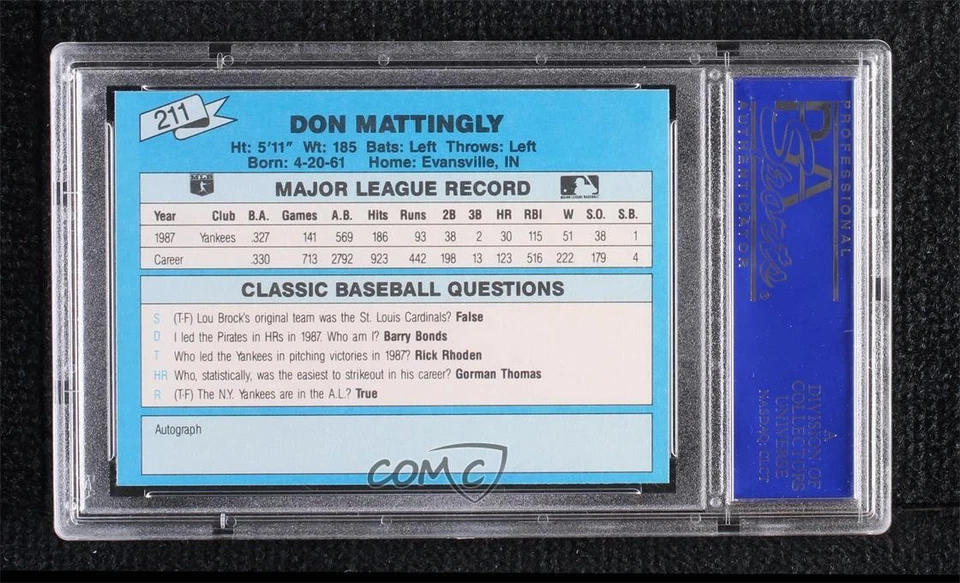 211
DON MATTINGLY
Ht: 5'11" Wt: 185 Bats: Left Throws: Left
Born: 4-20-61 Home: Evansville, IN
MLB
MAJOR LEAGUE RECORD
Year Club B.A. Games A.B. Hits Runs 2B 3B HR RBI W S.O. S.B.
1987 Yankees .327 141 569 186 93 38 2 30 115 51 38 1
Career .330 713 2792 923 442 198 13 123 516 222 179 4
CLASSIC BASEBALL QUESTIONS
S (T-F) Lou Brock's original team was the St. Louis Cardinals? False
D I led the Pirates in HRs in 1987. Who am I? Barry Bonds
T Who led the Yankees in pitching victories in 1987? Rick Rhoden
HR Who, statistically, was the easiest to strikeout in his career? Gorman Thomas
R (T-F) The N.Y. Yankees are in the A.L.? True
Autograph
COMC
PROFESSIONAL
PSA
Sports
®
AUTHENTICATOR
A
DIVISION OF
COLLECTORS
UNIVERSE
NASDAQ: CLCT